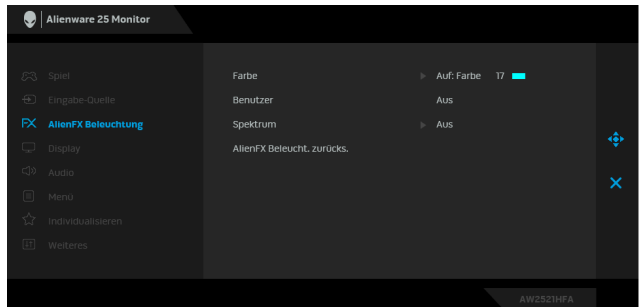 Alienware 25 Monitor
Spiel
Eingabe-Quelle
FX AlienFX Beleuchtung
Display
Audio
Menü
Individualisieren
Weiteres
Farbe Auf: Farbe 17
Benutzer Aus
Spektrum Aus
AlienFX Beleucht. zurücks.
AW2521HFA